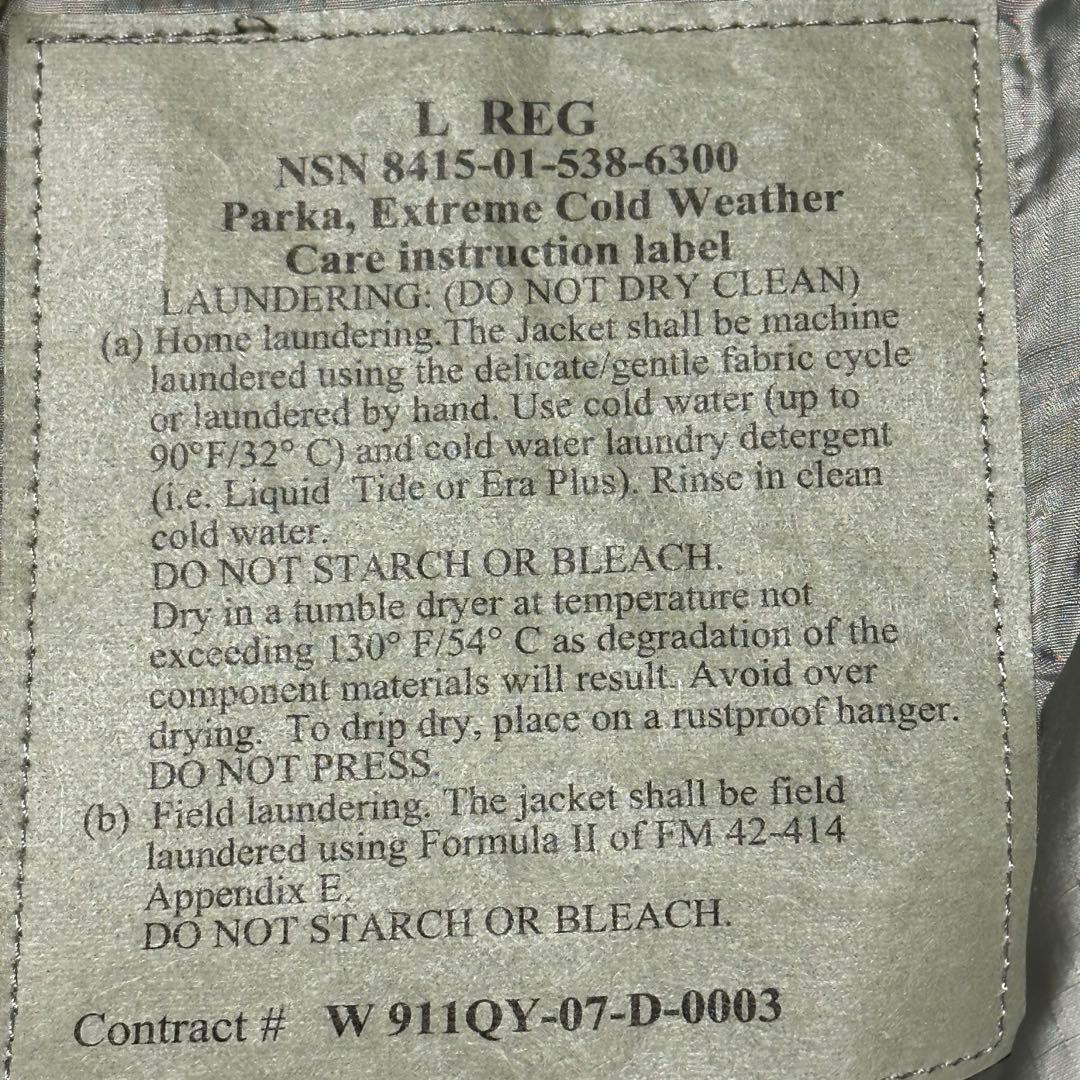 L REG
NSN 8415-01-538-6300
Parka, Extreme Cold Weather
Care instruction label
LAUNDERING: (DO NOT DRY CLEAN)
(a) Home laundering. The Jacket shall be machine
laundered using the delicate/gentle fabric cycle
or laundered by hand. Use cold water (up to
90°F/32° C) and cold water laundry detergent
(i.e. Liquid Tide or Era Plus). Rinse in clean
cold water.
DO NOT STARCH OR BLEACH.
Dry in a tumble dryer at temperature not
exceeding 130° F/54° C as degradation of the
component materials will result. Avoid over
drying. To drip dry, place on a rustproof hanger.
DO NOT PRESS.
(b) Field laundering. The jacket shall be field
laundered using Formula II of FM 42-414
Appendix E.
DO NOT STARCH OR BLEACH.
Contract # W 911QY-07-D-0003